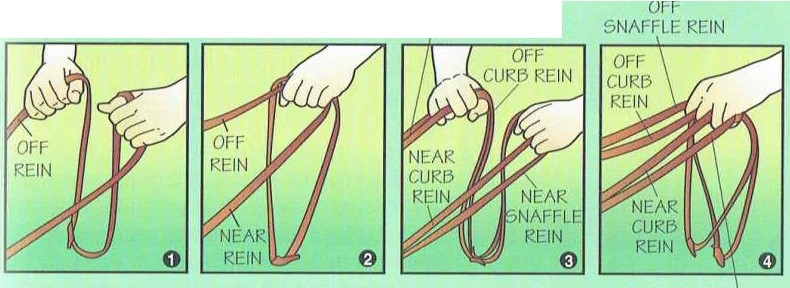 OFF
REIN
1
OFF
REIN
NEAR
REIN
2
OFF
CURB REIN
NEAR
CURB
REIN
NEAR
SNAFFLE
REIN
3
OFF
SNAFFLE REIN
OFF
CURB
REIN
NEAR
CURB
REIN
4